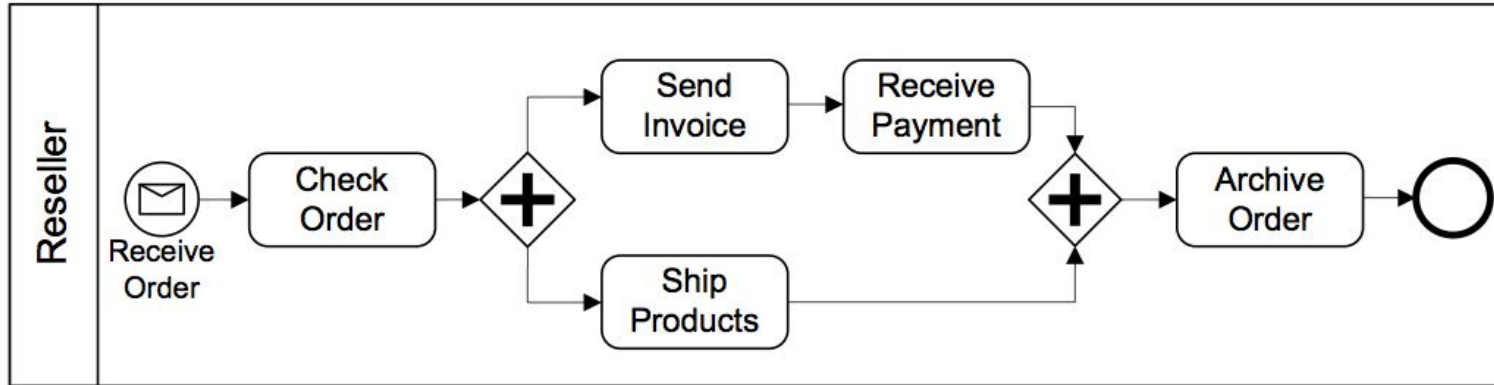 Reseller
Receive
Order
Check
Order
Send
Invoice
Receive
Payment
Ship
Products
Archive
Order